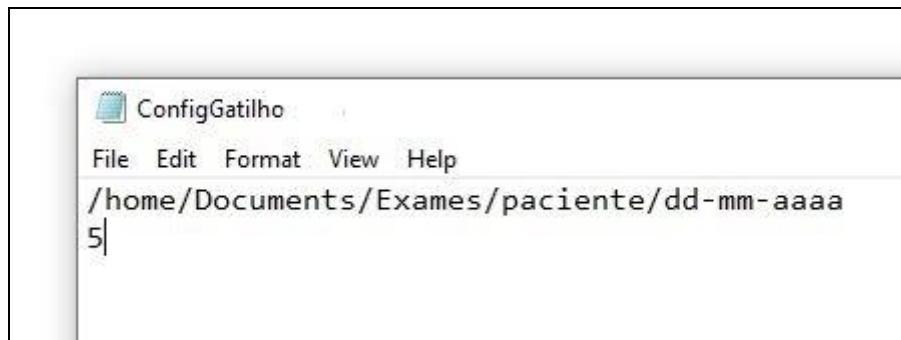 ConfigGatilho
File Edit Format View Help
/home/Documents/Exames/paciente/dd-mm-aaaa
5